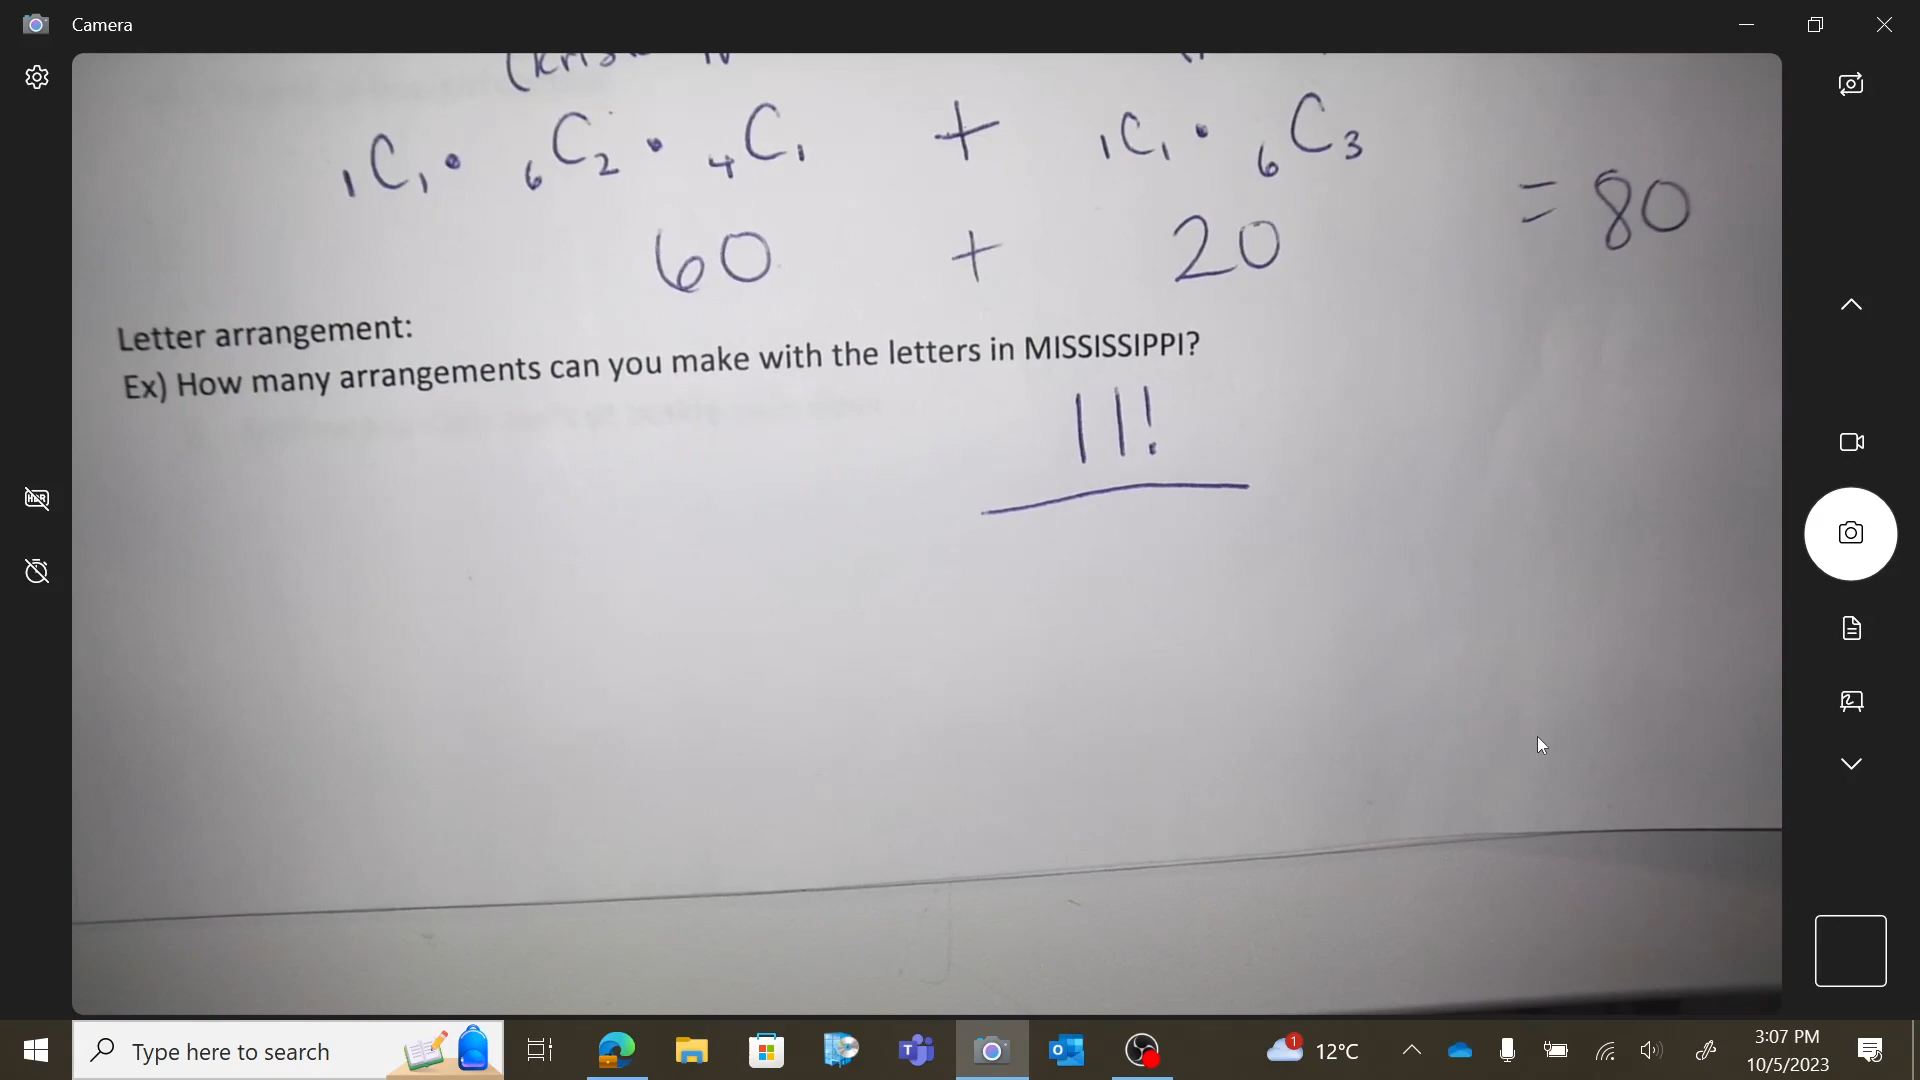 Camera
₁C₁ • ₆C₂ • ₄C₁ + ₁C₁ • ₆C₃
60 + 20 = 80
Letter arrangement:
Ex) How many arrangements can you make with the letters in MISSISSIPPI?
11!
Type here to search
1
12°C
3:07 PM
10/5/2023